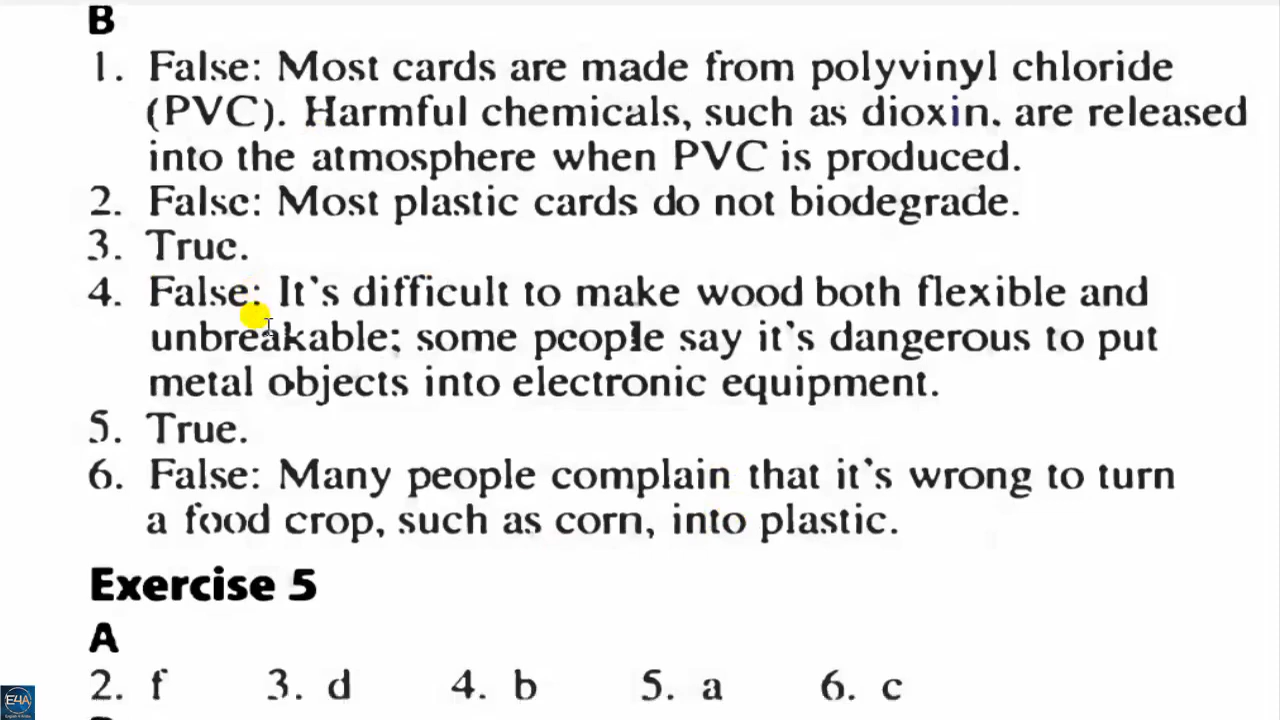 B
1. False: Most cards are made from polyvinyl chloride
(PVC). Harmful chemicals, such as dioxin, are released
into the atmosphere when PVC is produced.
2. False: Most plastic cards do not biodegrade.
3. True.
4. False: It's difficult to make wood both flexible and
unbreakable; some people say it's dangerous to put
metal objects into electronic equipment.
5. True.
6. False: Many people complain that it's wrong to turn
a food crop, such as corn, into plastic.
Exercise 5
A
2. f 3. d 4. b 5. a 6. c
E4A